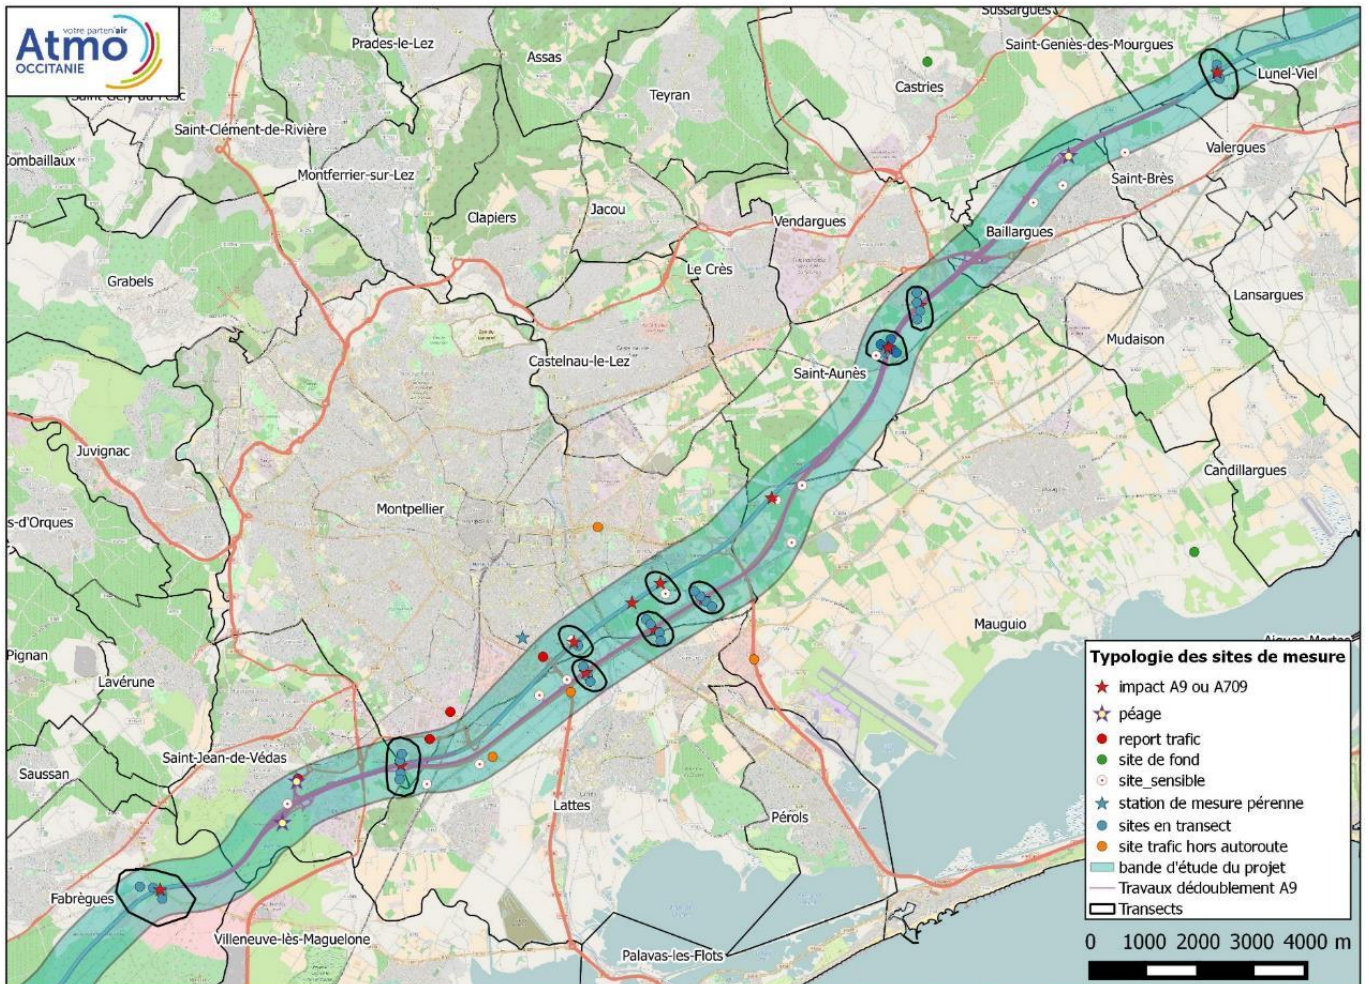 votre parten'air
Atmo
OCCITANIE
Prades-le-Lez
Assas
Sussargues
Saint-Geniès-des-Mourgues
Lunel-Viel
Castries
Teyran
Saint-Clément-de-Rivière
Combaillaux
Montferrier-sur-Lez
Valergues
Saint-Brès
Clapiers
Jacou
Vendargues
Baillargues
Le Crès
Grabels
Lansargues
Mudaison
Castelnau-le-Lez
Saint-Aunès
Juvignac
Candillargues
Montpellier
s-d'Orques
Mauguio
Pignan
Lavérune
Saint-Jean-de-Védas
Saussan
Lattes
Pérols
Fabrègues
Villeneuve-lès-Maguelone
Palavas-les-Flots
Typologie des sites de mesure
impact A9 ou A709
péage
report trafic
site de fond
site_sensible
station de mesure pérenne
sites en transect
site trafic hors autoroute
bande d'étude du projet
Travaux dédoublement A9
Transects
0 1000 2000 3000 4000 m